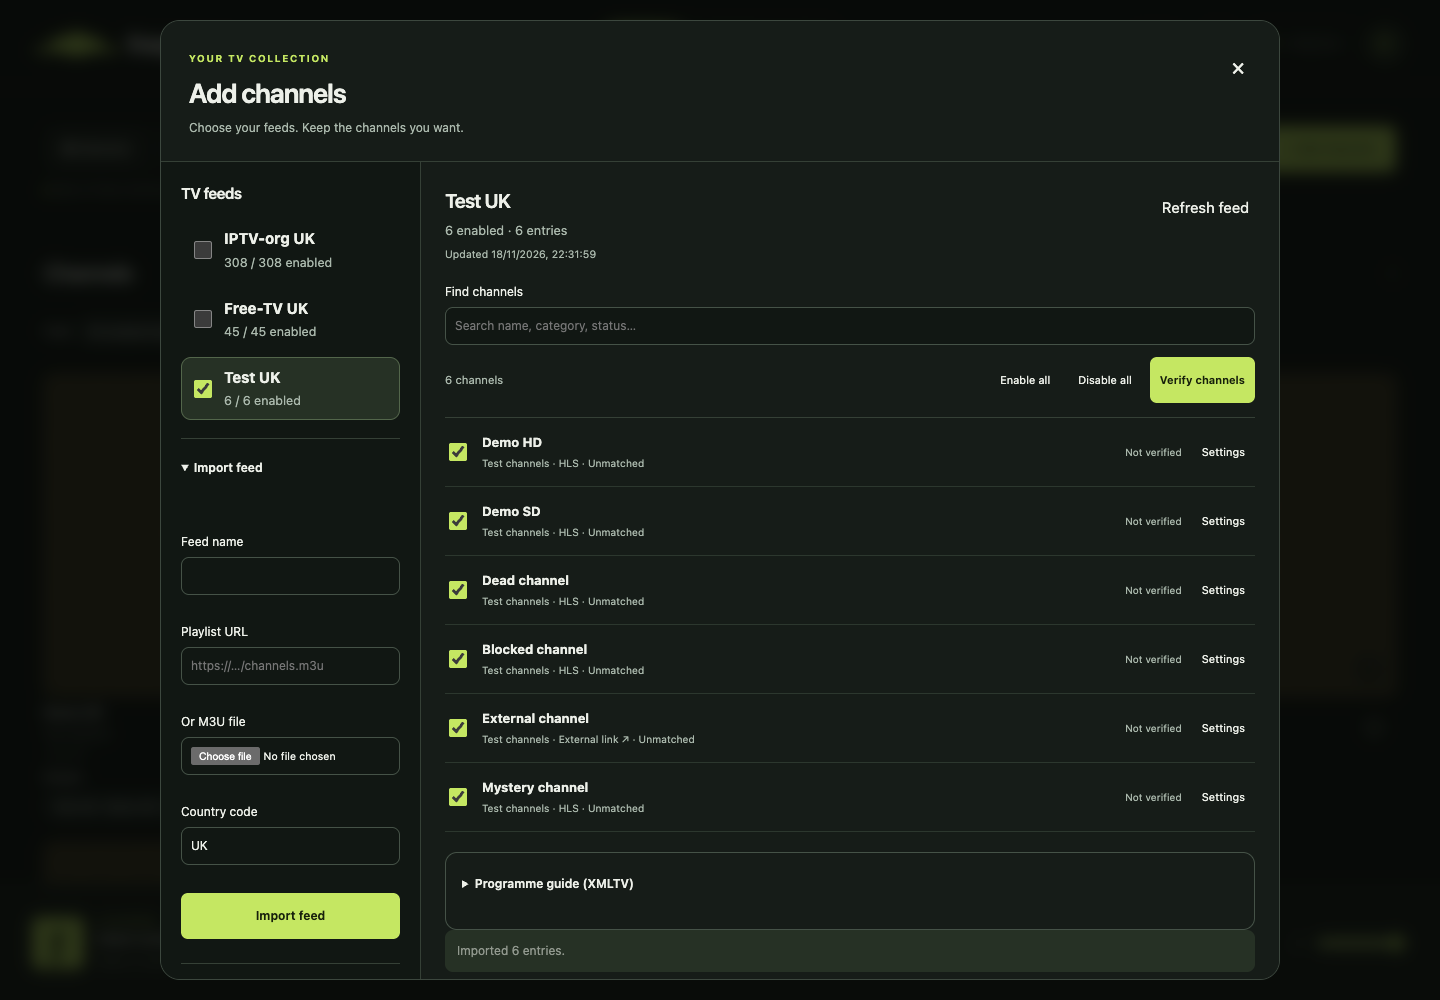 YOUR TV COLLECTION
Add channels
Choose your feeds. Keep the channels you want.
×
TV feeds
IPTV-org UK
308 / 308 enabled
Free-TV UK
45 / 45 enabled
Test UK
6 / 6 enabled
▼ Import feed
Feed name
Playlist URL
https://.../channels.m3u
Or M3U file
Choose file No file chosen
Country code
UK
Import feed
Test UK
Refresh feed
6 enabled · 6 entries
Updated 18/11/2026, 22:31:59
Find channels
Search name, category, status...
6 channels
Enable all
Disable all
Verify channels
Demo HD
Test channels · HLS · Unmatched
Not verified
Settings
Demo SD
Test channels · HLS · Unmatched
Not verified
Settings
Dead channel
Test channels · HLS · Unmatched
Not verified
Settings
Blocked channel
Test channels · HLS · Unmatched
Not verified
Settings
External channel
Test channels · External link ↗ · Unmatched
Not verified
Settings
Mystery channel
Test channels · HLS · Unmatched
Not verified
Settings
▶ Programme guide (XMLTV)
Imported 6 entries.